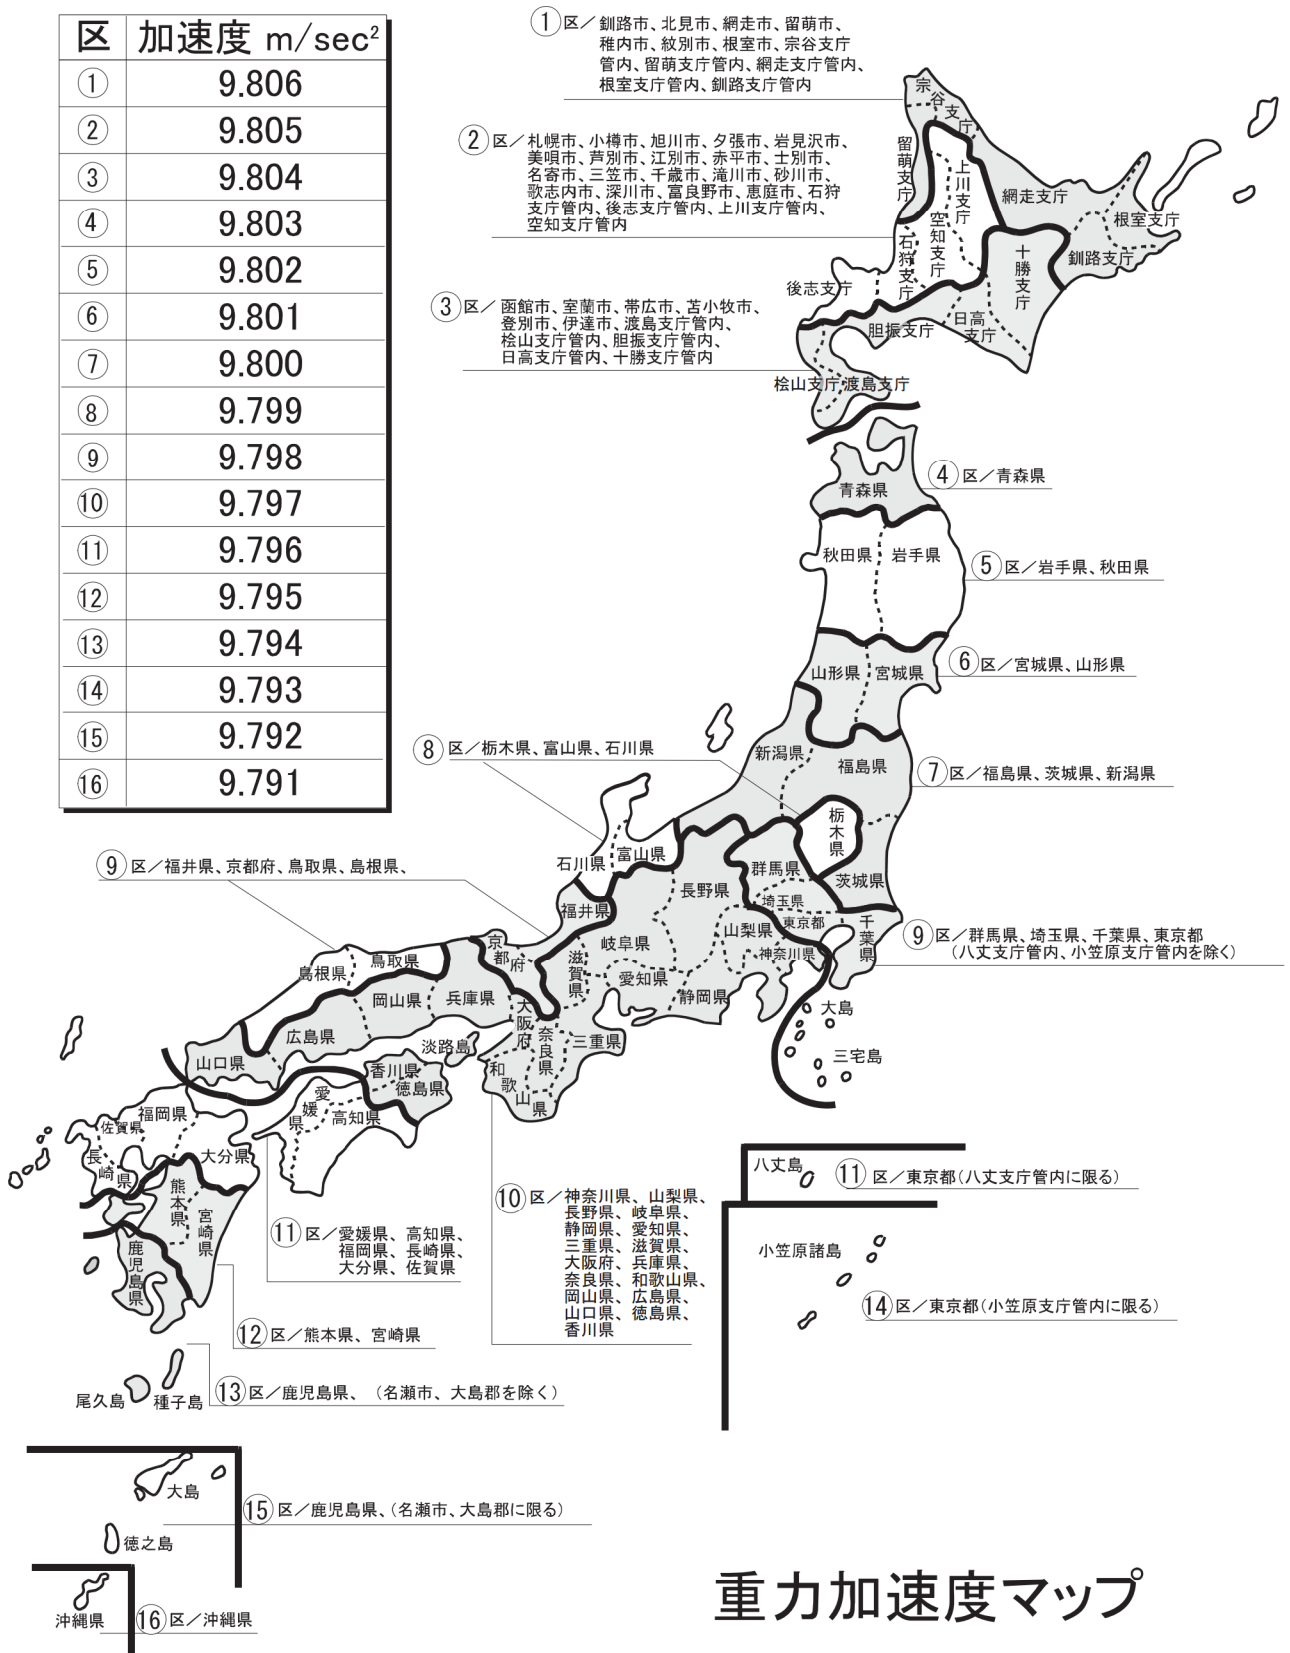 区 加速度 m/sec²
① 9.806
② 9.805
③ 9.804
④ 9.803
⑤ 9.802
⑥ 9.801
⑦ 9.800
⑧ 9.799
⑨ 9.798
⑩ 9.797
⑪ 9.796
⑫ 9.795
⑬ 9.794
⑭ 9.793
⑮ 9.792
⑯ 9.791
① 区／釧路市、北見市、網走市、留萌市、
稚内市、紋別市、根室市、宗谷支庁
管内、留萌支庁管内、網走支庁管内、
根室支庁管内、釧路支庁管内
② 区／札幌市、小樽市、旭川市、夕張市、岩見沢市、
美唄市、芦別市、江別市、赤平市、士別市、
名寄市、三笠市、千歳市、滝川市、砂川市、
歌志内市、深川市、富良野市、恵庭市、石狩
支庁管内、後志支庁管内、上川支庁管内、
空知支庁管内
③ 区／函館市、室蘭市、帯広市、苫小牧市、
登別市、伊達市、渡島支庁管内、
桧山支庁管内、胆振支庁管内、
日高支庁管内、十勝支庁管内
宗谷支庁
留萌支庁
上川支庁
網走支庁
根室支庁
空知支庁
石狩支庁
十勝支庁
釧路支庁
後志支庁
胆振支庁
日高支庁
桧山支庁
渡島支庁
青森県
④ 区／青森県
秋田県
岩手県
⑤ 区／岩手県、秋田県
山形県
宮城県
⑥ 区／宮城県、山形県
⑧ 区／栃木県、富山県、石川県
新潟県
福島県
⑦ 区／福島県、茨城県、新潟県
栃木県
石川県
富山県
群馬県
茨城県
⑨ 区／福井県、京都府、鳥取県、島根県、
長野県
埼玉県
福井県
東京都
千葉県
山梨県
神奈川県
⑨ 区／群馬県、埼玉県、千葉県、東京都
（八丈支庁管内、小笠原支庁管内を除く）
京都府
岐阜県
滋賀県
愛知県
静岡県
鳥取県
島根県
岡山県
兵庫県
大阪府
奈良県
三重県
大島
三宅島
広島県
山口県
淡路島
和歌山県
香川県
徳島県
愛媛県
高知県
福岡県
佐賀県
長崎県
大分県
熊本県
宮崎県
鹿児島県
八丈島
⑪ 区／東京都（八丈支庁管内に限る）
⑩ 区／神奈川県、山梨県、
長野県、岐阜県、
静岡県、愛知県、
三重県、滋賀県、
大阪府、兵庫県、
奈良県、和歌山県、
岡山県、広島県、
山口県、徳島県、
香川県
⑪ 区／愛媛県、高知県、
福岡県、長崎県、
大分県、佐賀県
小笠原諸島
⑭ 区／東京都（小笠原支庁管内に限る）
⑫ 区／熊本県、宮崎県
尾久島
種子島
⑬ 区／鹿児島県、（名瀬市、大島郡を除く）
大島
⑮ 区／鹿児島県、（名瀬市、大島郡に限る）
徳之島
沖縄県
⑯ 区／沖縄県
重力加速度マップ